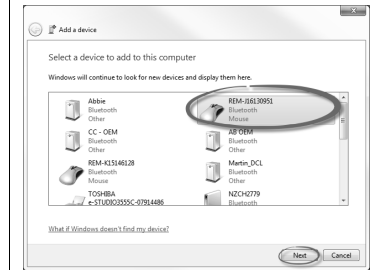 Add a device
Select a device to add to this computer
Windows will continue to look for new devices and display them here.
Abbie
Bluetooth
Other
REM-J16130951
Bluetooth
Mouse
CC - OEM
Bluetooth
Other
AB OEM
Bluetooth
Other
REM-K15146128
Bluetooth
Mouse
Martin_DCL
Bluetooth
Other
TOSHIBA
e-STUDIO3555C-07914486
NZCH2779
Bluetooth
What if Windows doesn't find my device?
Next
Cancel